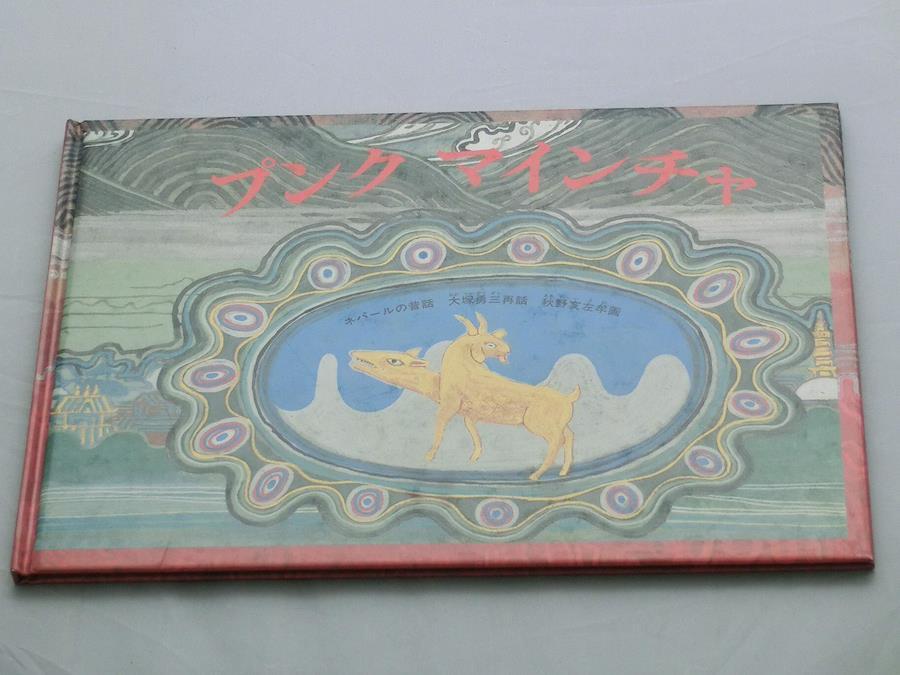 プンク マインチャ
ネパールの昔話 大塚勇三再話 秋野亥左牟画